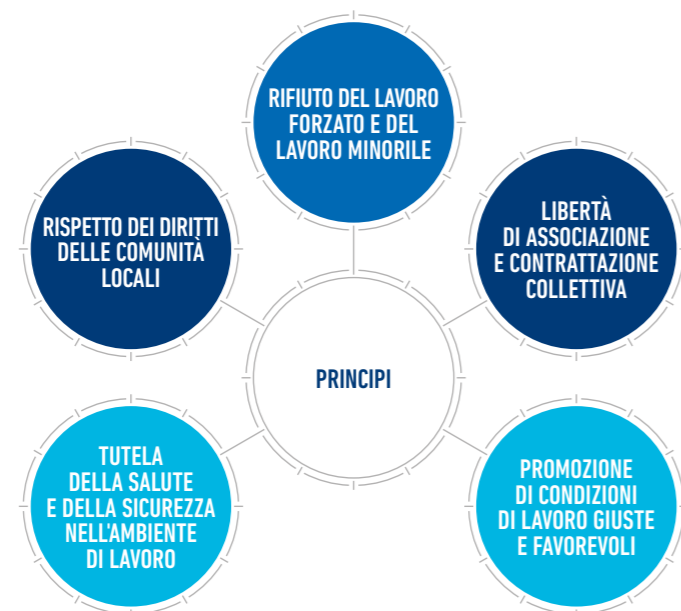 RIFIUTO DEL LAVORO
FORZATO E DEL
LAVORO MINORILE
RISPETTO DEI DIRITTI
DELLE COMUNITÀ
LOCALI
LIBERTÀ
DI ASSOCIAZIONE
E CONTRATTAZIONE
COLLETTIVA
PRINCIPI
TUTELA
DELLA SALUTE
E DELLA SICUREZZA
NELL'AMBIENTE
DI LAVORO
PROMOZIONE
DI CONDIZIONI
DI LAVORO GIUSTE
E FAVOREVOLI